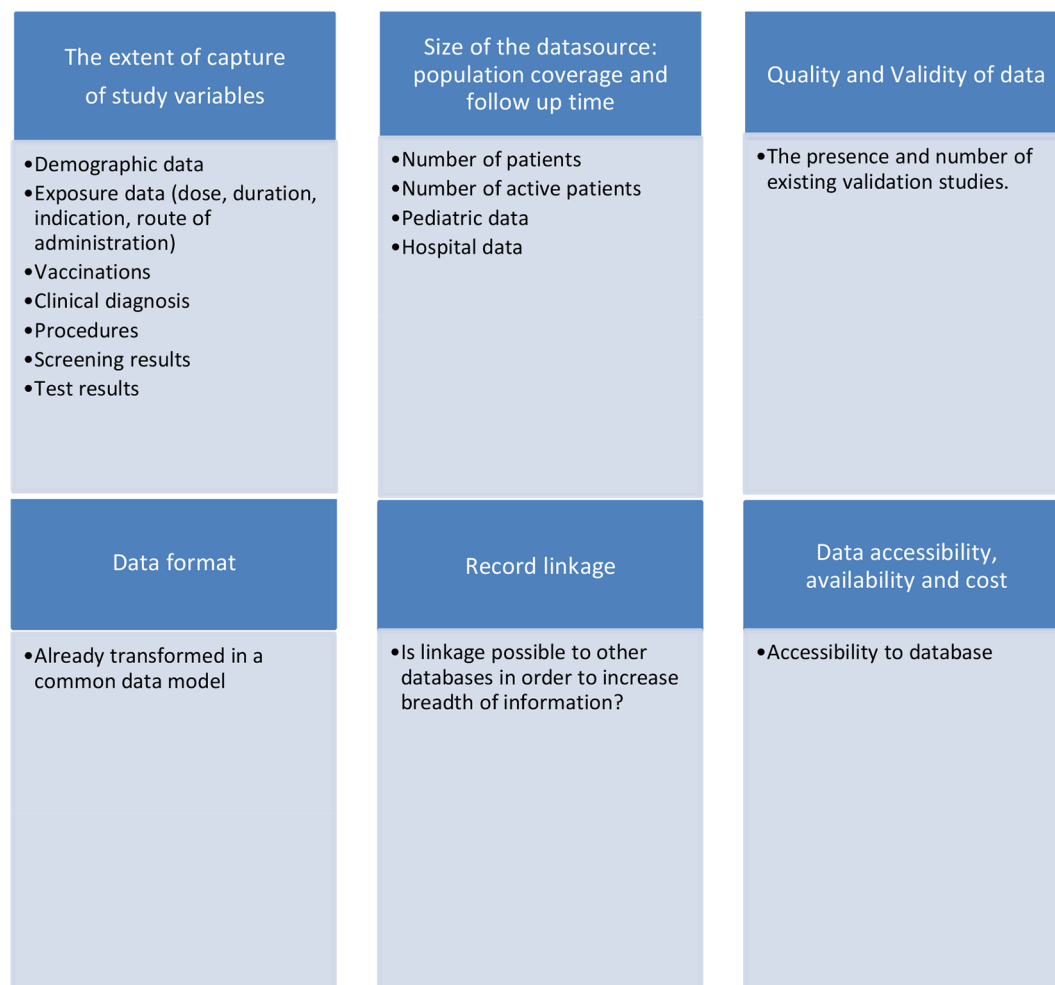 The extent of capture
of study variables
•Demographic data
•Exposure data (dose, duration,
indication, route of
administration)
•Vaccinations
•Clinical diagnosis
•Procedures
•Screening results
•Test results
Size of the datasource:
population coverage and
follow up time
•Number of patients
•Number of active patients
•Pediatric data
•Hospital data
Quality and Validity of data
•The presence and number of
existing validation studies.
Data format
•Already transformed in a
common data model
Record linkage
•Is linkage possible to other
databases in order to increase
breadth of information?
Data accessibility,
availability and cost
•Accessibility to database